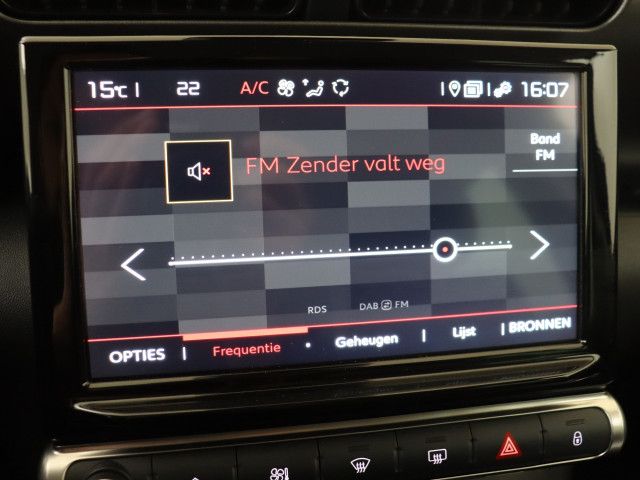 15°C 22 A/C 16:07
Band
FM
FM Zender valt weg
RDS DAB FM
OPTIES Frequentie Geheugen Lijst BRONNEN